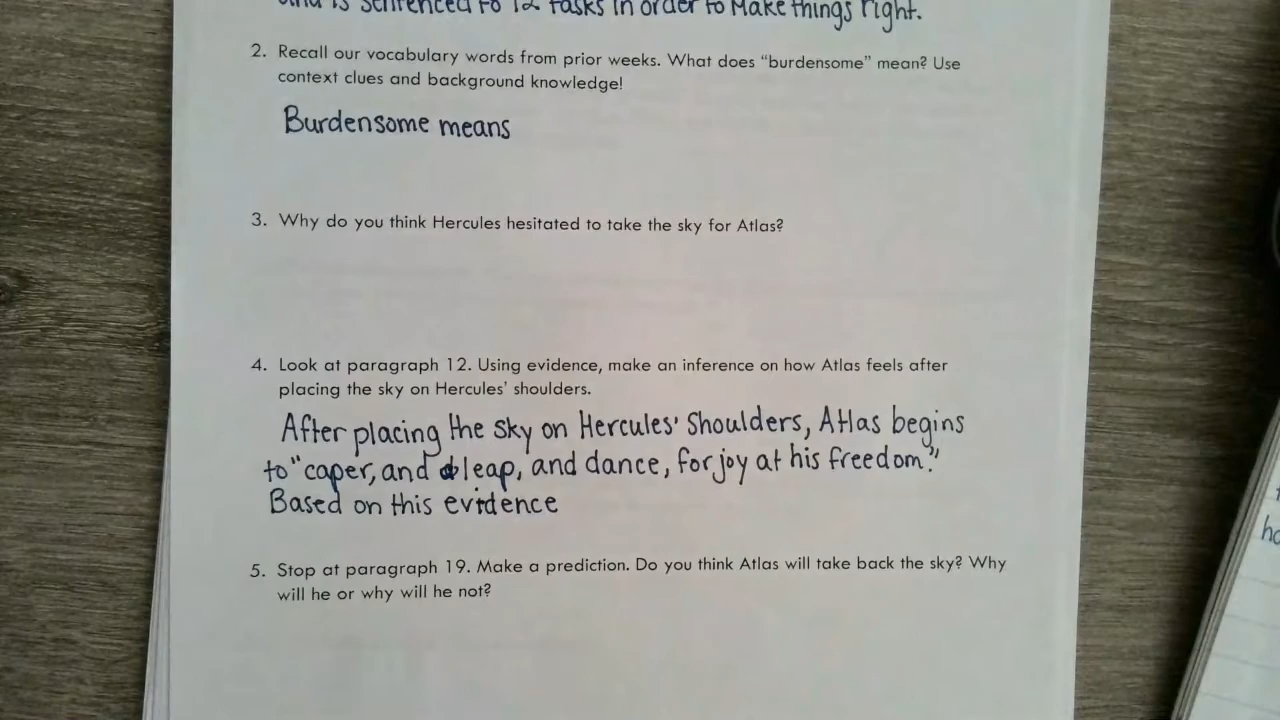 and is sentenced to 12 tasks in order to make things right.
2. Recall our vocabulary words from prior weeks. What does “burdensome” mean? Use
context clues and background knowledge!
Burdensome means
3. Why do you think Hercules hesitated to take the sky for Atlas?
4. Look at paragraph 12. Using evidence, make an inference on how Atlas feels after
placing the sky on Hercules’ shoulders.
After placing the sky on Hercules' Shoulders, Atlas begins
to "caper, and leap, and dance, for joy at his freedom."
Based on this evidence
5. Stop at paragraph 19. Make a prediction. Do you think Atlas will take back the sky? Why
will he or why will he not?